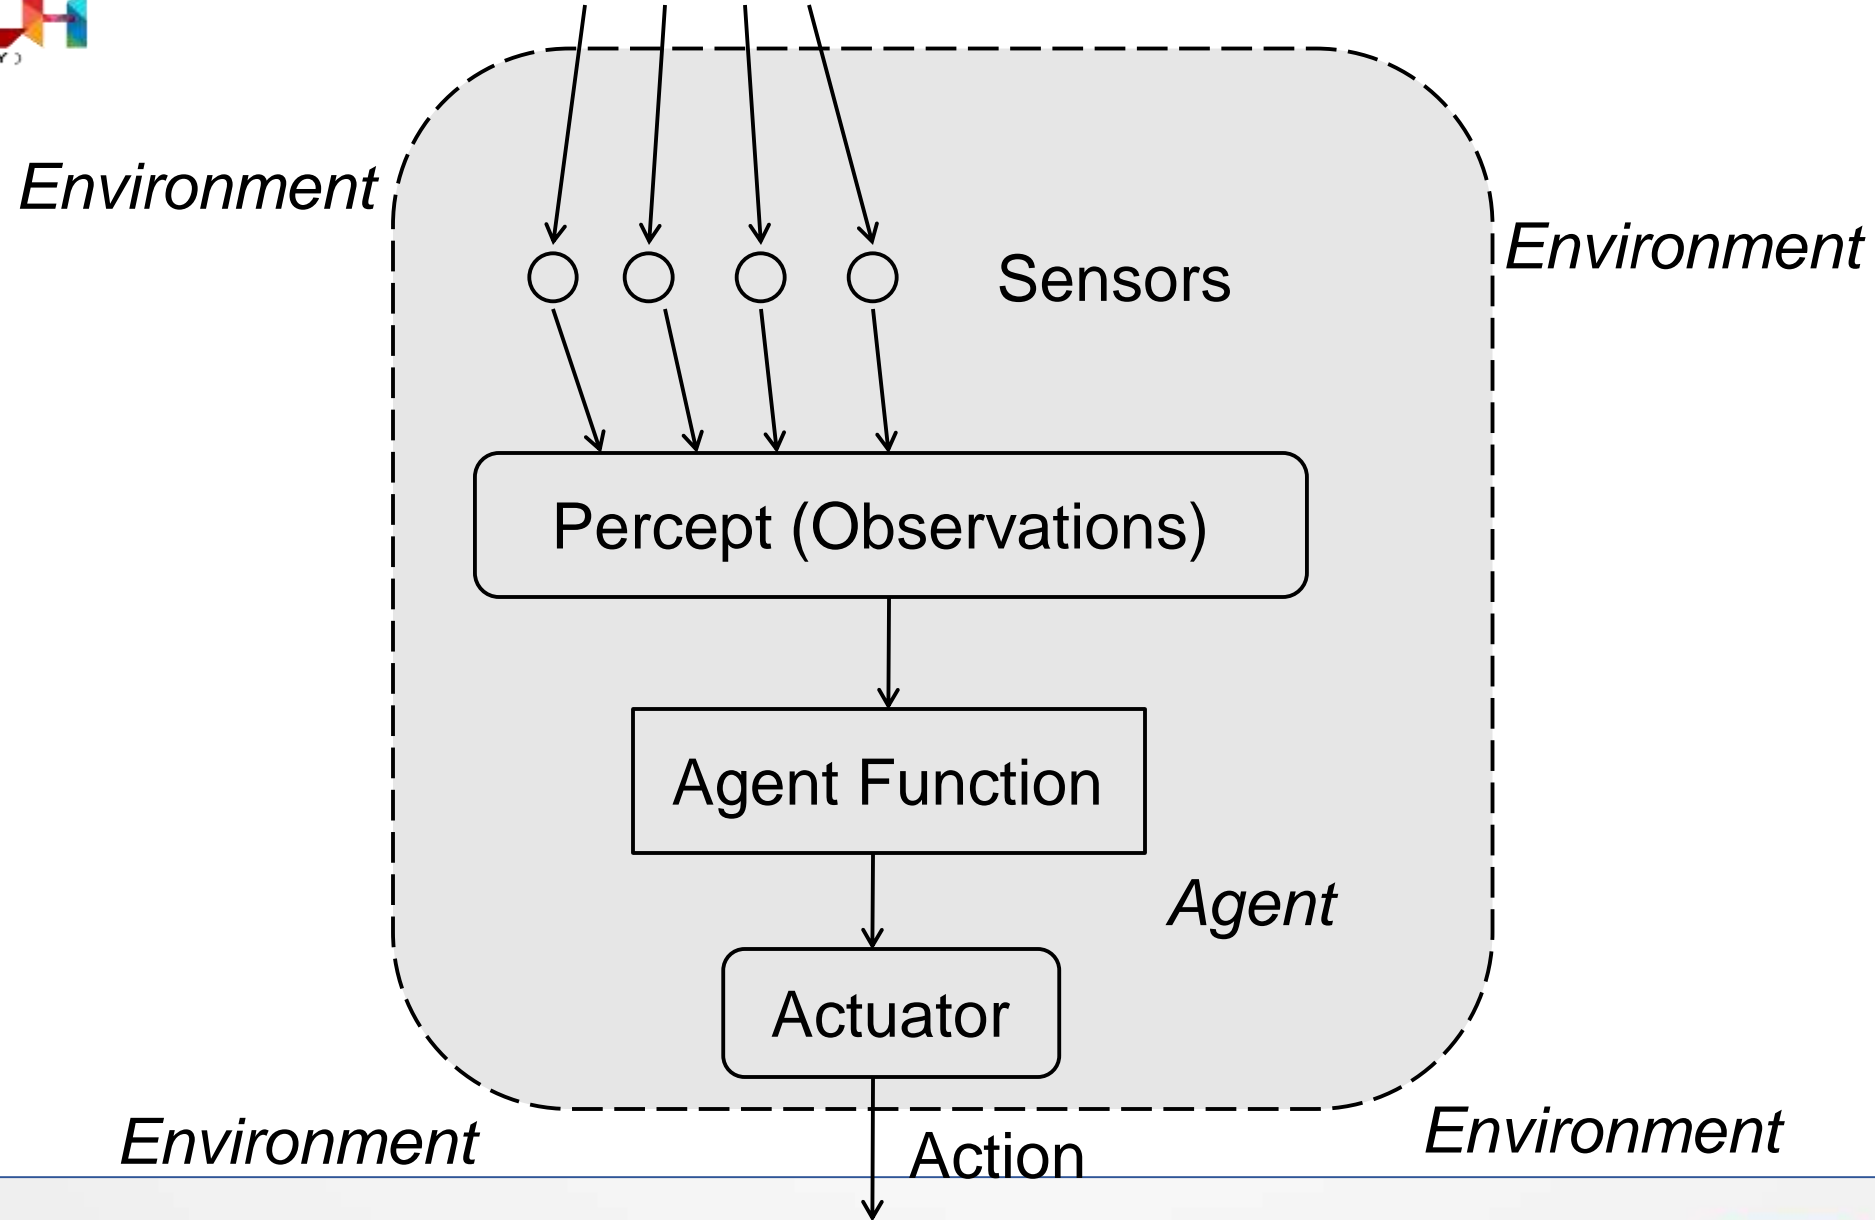 Environment
Environment
Sensors
Percept (Observations)
Agent Function
Agent
Actuator
Environment
Action
Environment